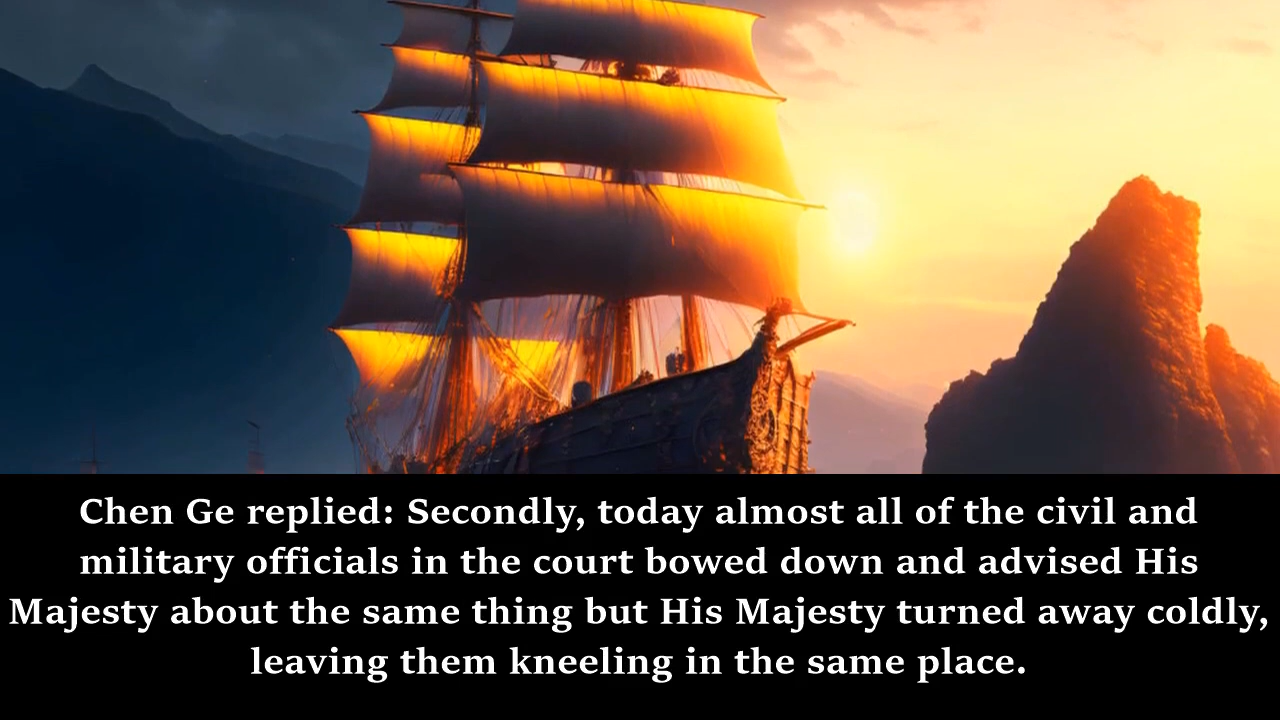 Chen Ge replied: Secondly, today almost all of the civil and
military officials in the court bowed down and advised His
Majesty about the same thing but His Majesty turned away coldly,
leaving them kneeling in the same place.